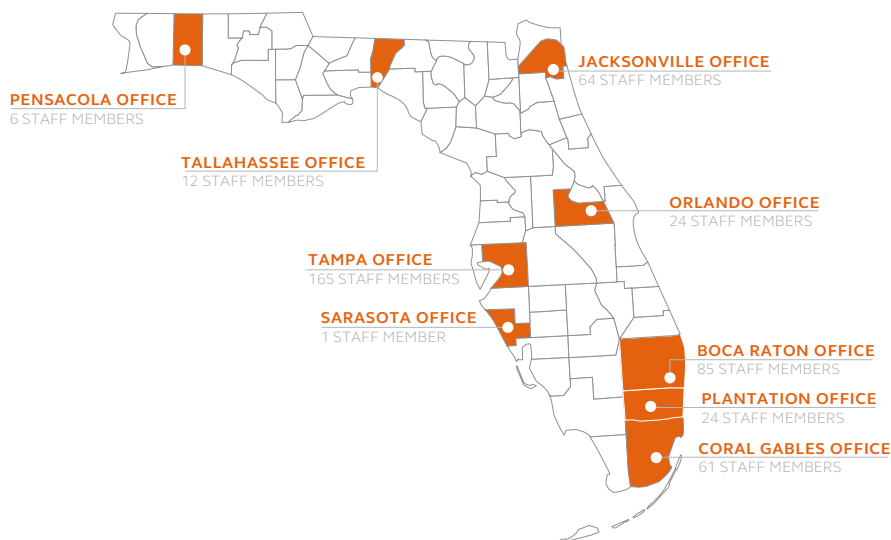 JACKSONVILLE OFFICE
64 STAFF MEMBERS
PENSACOLA OFFICE
6 STAFF MEMBERS
TALLAHASSEE OFFICE
12 STAFF MEMBERS
ORLANDO OFFICE
24 STAFF MEMBERS
TAMPA OFFICE
165 STAFF MEMBERS
SARASOTA OFFICE
1 STAFF MEMBER
BOCA RATON OFFICE
85 STAFF MEMBERS
PLANTATION OFFICE
24 STAFF MEMBERS
CORAL GABLES OFFICE
61 STAFF MEMBERS